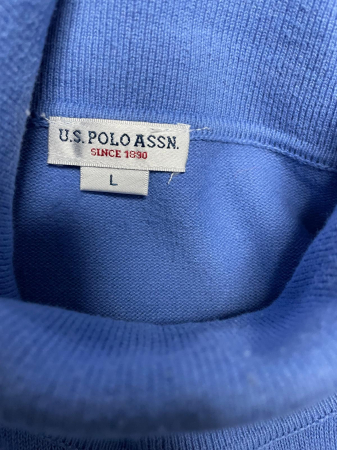 U.S. POLO ASSN.
SINCE 1890
L